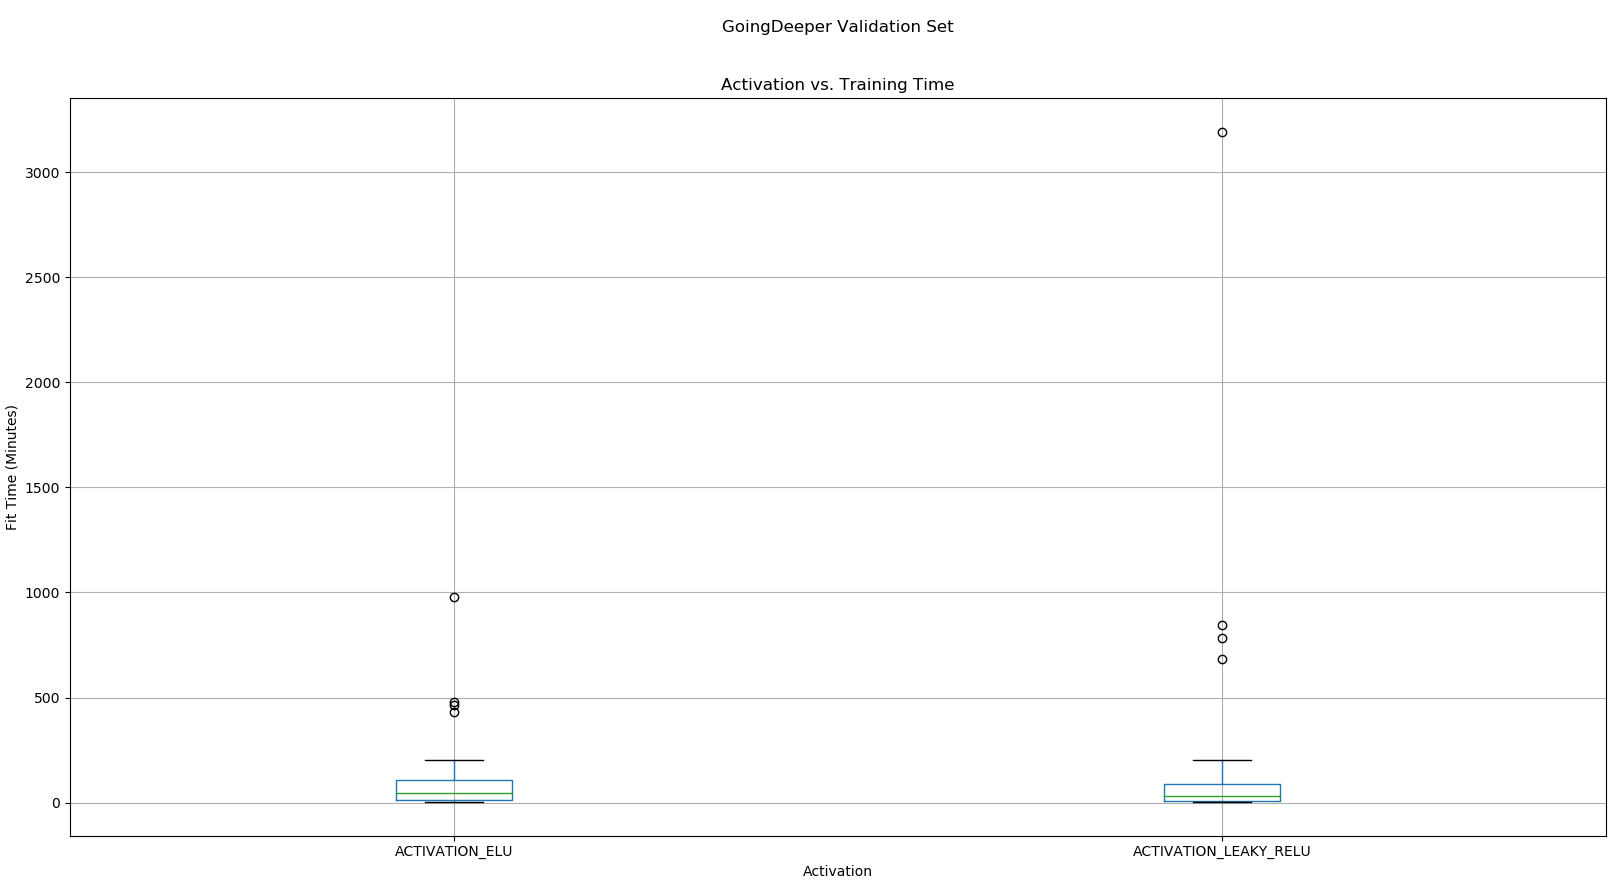 GoingDeeper Validation Set
Activation vs. Training Time
Fit Time (Minutes)
3000
2500
2000
1500
1000
500
0
ACTIVATION_ELU
ACTIVATION_LEAKY_RELU
Activation